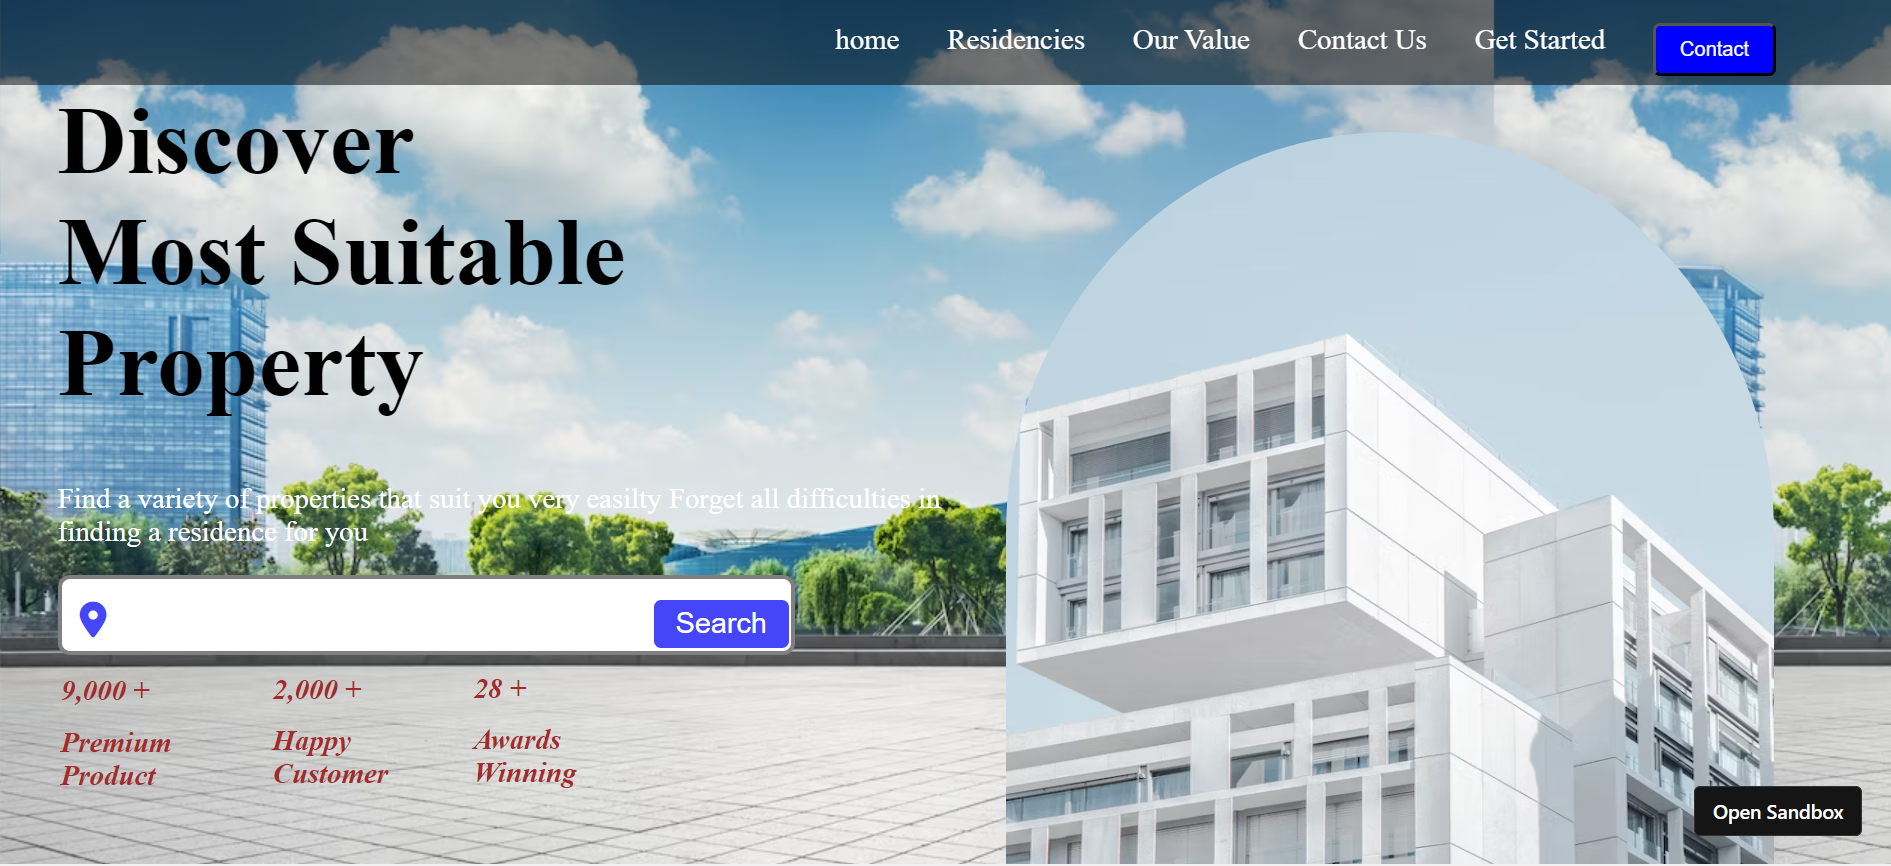 home Residencies Our Value Contact Us Get Started Contact
Discover
Most Suitable
Property
Find a variety of properties that suit you very easilty Forget all difficulties in
finding a residence for you
Search
9,000 + 2,000 + 28 +
Premium Happy Awards
Product Customer Winning
Open Sandbox